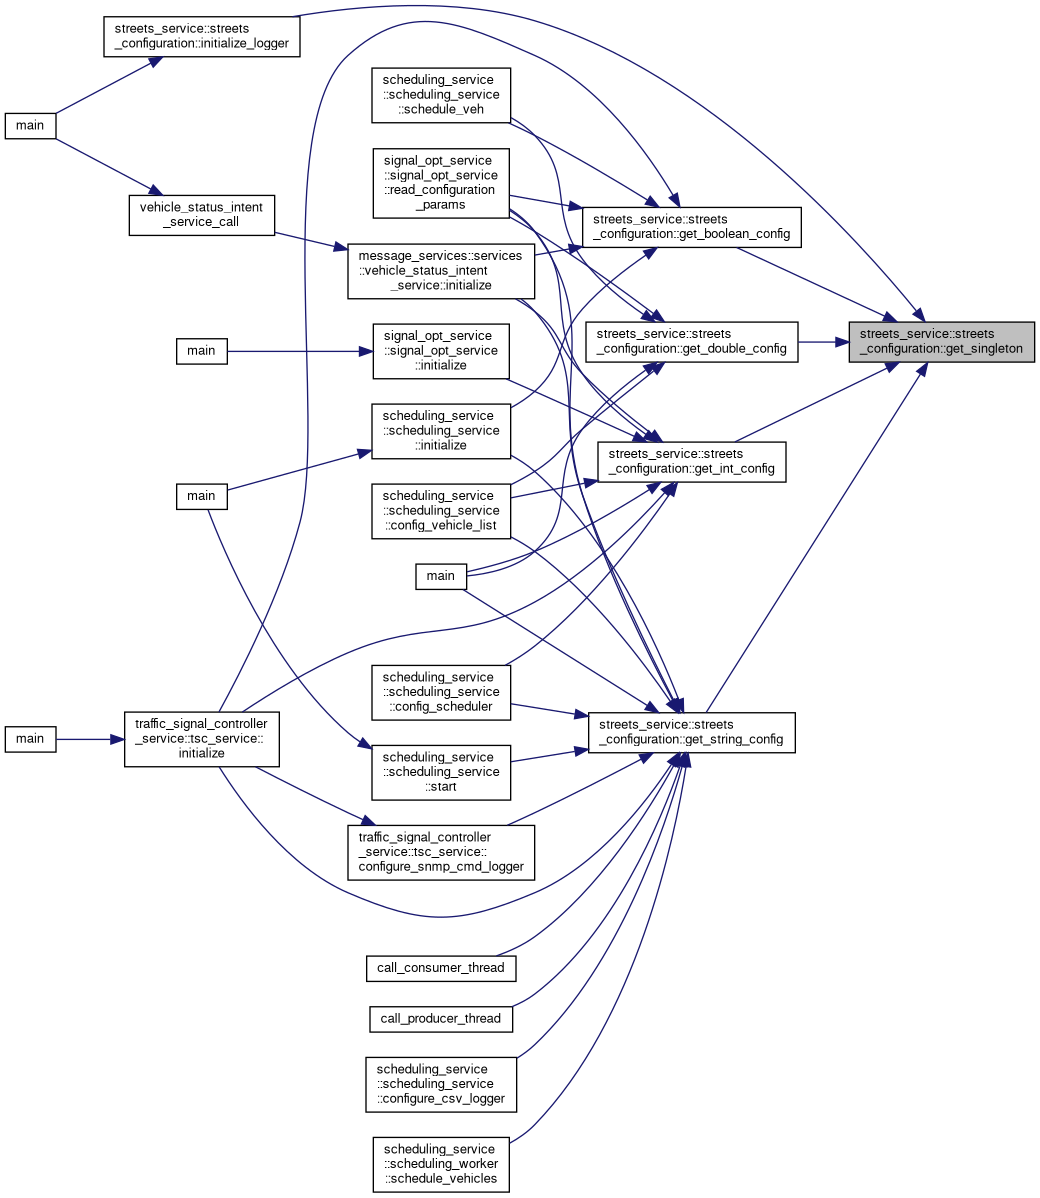 streets_service::streets
_configuration::initialize_logger
main
vehicle_status_intent
_service_call
scheduling_service
::scheduling_service
::schedule_veh
signal_opt_service
::signal_opt_service
::read_configuration
_params
message_services::services
::vehicle_status_intent
_service::initialize
main
signal_opt_service
::signal_opt_service
::initialize
scheduling_service
::scheduling_service
::initialize
main
scheduling_service
::scheduling_service
::config_vehicle_list
main
scheduling_service
::scheduling_service
::config_scheduler
main
traffic_signal_controller
_service::tsc_service::
initialize
scheduling_service
::scheduling_service
::start
traffic_signal_controller
_service::tsc_service::
configure_snmp_cmd_logger
call_consumer_thread
call_producer_thread
scheduling_service
::scheduling_service
::configure_csv_logger
scheduling_service
::scheduling_worker
::schedule_vehicles
streets_service::streets
_configuration::get_boolean_config
streets_service::streets
_configuration::get_double_config
streets_service::streets
_configuration::get_int_config
streets_service::streets
_configuration::get_string_config
streets_service::streets
_configuration::get_singleton